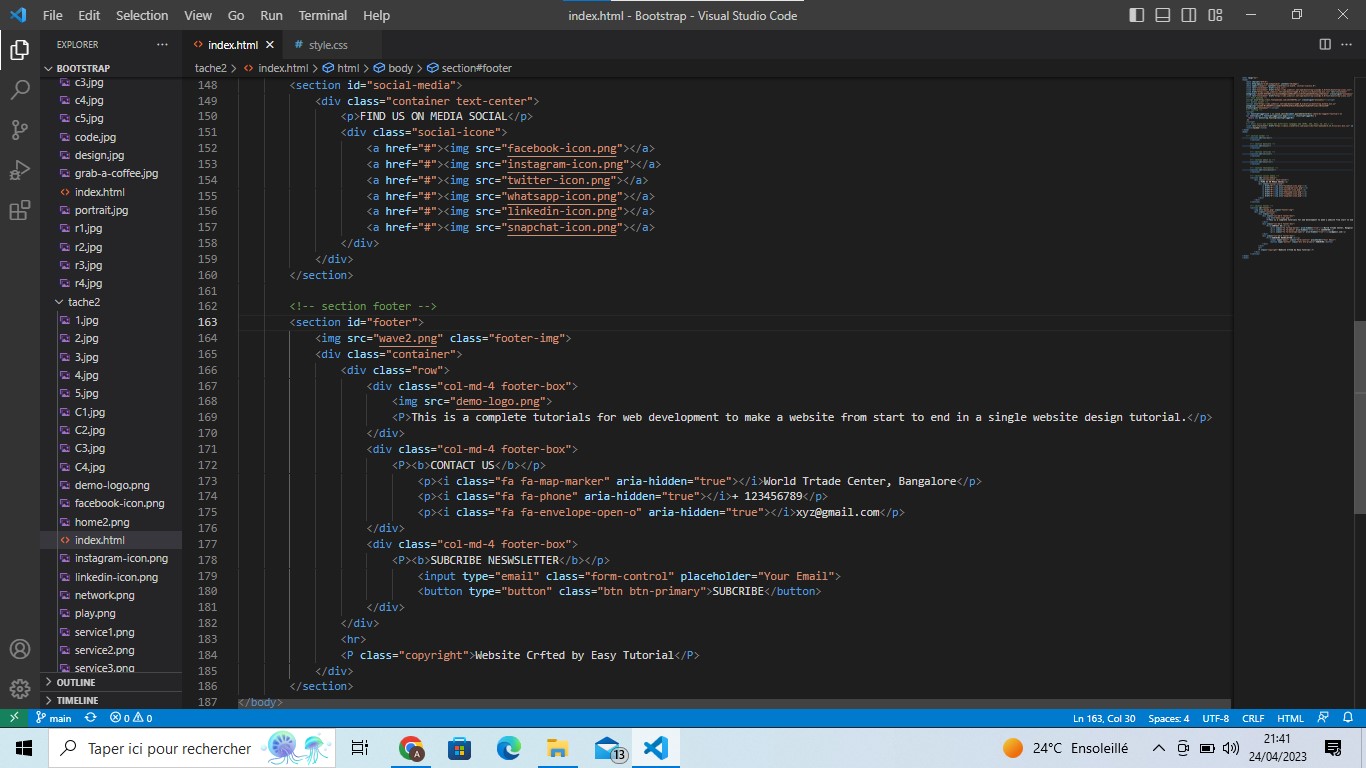 File Edit Selection View Go Run Terminal Help
index.html - Bootstrap - Visual Studio Code
EXPLORER
BOOTSTRAP
c3.jpg
c4.jpg
c5.jpg
code.jpg
design.jpg
grab-a-coffee.jpg
index.html
portrait.jpg
r1.jpg
r2.jpg
r3.jpg
r4.jpg
tache2
1.jpg
2.jpg
3.jpg
4.jpg
5.jpg
C1.jpg
C2.jpg
C3.jpg
C4.jpg
demo-logo.png
facebook-icon.png
home2.png
index.html
instagram-icon.png
linkedin-icon.png
network.png
play.png
service1.png
service2.png
service3.png
OUTLINE
TIMELINE
index.html
style.css
tache2 > index.html > html > body > section#footer
148 <section id="social-media">
149 <div class="container text-center">
150 <p>FIND US ON MEDIA SOCIAL</p>
151 <div class="social-icone">
152 <a href="#"><img src="facebook-icon.png"></a>
153 <a href="#"><img src="instagram-icon.png"></a>
154 <a href="#"><img src="twitter-icon.png"></a>
155 <a href="#"><img src="whatsapp-icon.png"></a>
156 <a href="#"><img src="linkedin-icon.png"></a>
157 <a href="#"><img src="snapchat-icon.png"></a>
158 </div>
159 </div>
160 </section>
161
162 <!-- section footer -->
163 <section id="footer">
164 <img src="wave2.png" class="footer-img">
165 <div class="container">
166 <div class="row">
167 <div class="col-md-4 footer-box">
168 <img src="demo-logo.png">
169 <P>This is a complete tutorials for web development to make a website from start to end in a single website design tutorial.</p>
170 </div>
171 <div class="col-md-4 footer-box">
172 <P><b>CONTACT US</b></p>
173 <p><i class="fa fa-map-marker" aria-hidden="true"></i>World Trtade Center, Bangalore</p>
174 <p><i class="fa fa-phone" aria-hidden="true"></i>+ 123456789</p>
175 <p><i class="fa fa-envelope-open-o" aria-hidden="true"></i>xyz@gmail.com</p>
176 </div>
177 <div class="col-md-4 footer-box">
178 <P><b>SUBCRIBE NESWSLETTER</b></p>
179 <input type="email" class="form-control" placeholder="Your Email">
180 <button type="button" class="btn btn-primary">SUBCRIBE</button>
181 </div>
182 </div>
183 <hr>
184 <P class="copyright">Website Crfted by Easy Tutorial</P>
185 </div>
186 </section>
187 </body>
main 0 0 Ln 163, Col 30 Spaces: 4 UTF-8 CRLF HTML
Taper ici pour rechercher
A
13
24°C Ensoleillé
21:41
24/04/2023